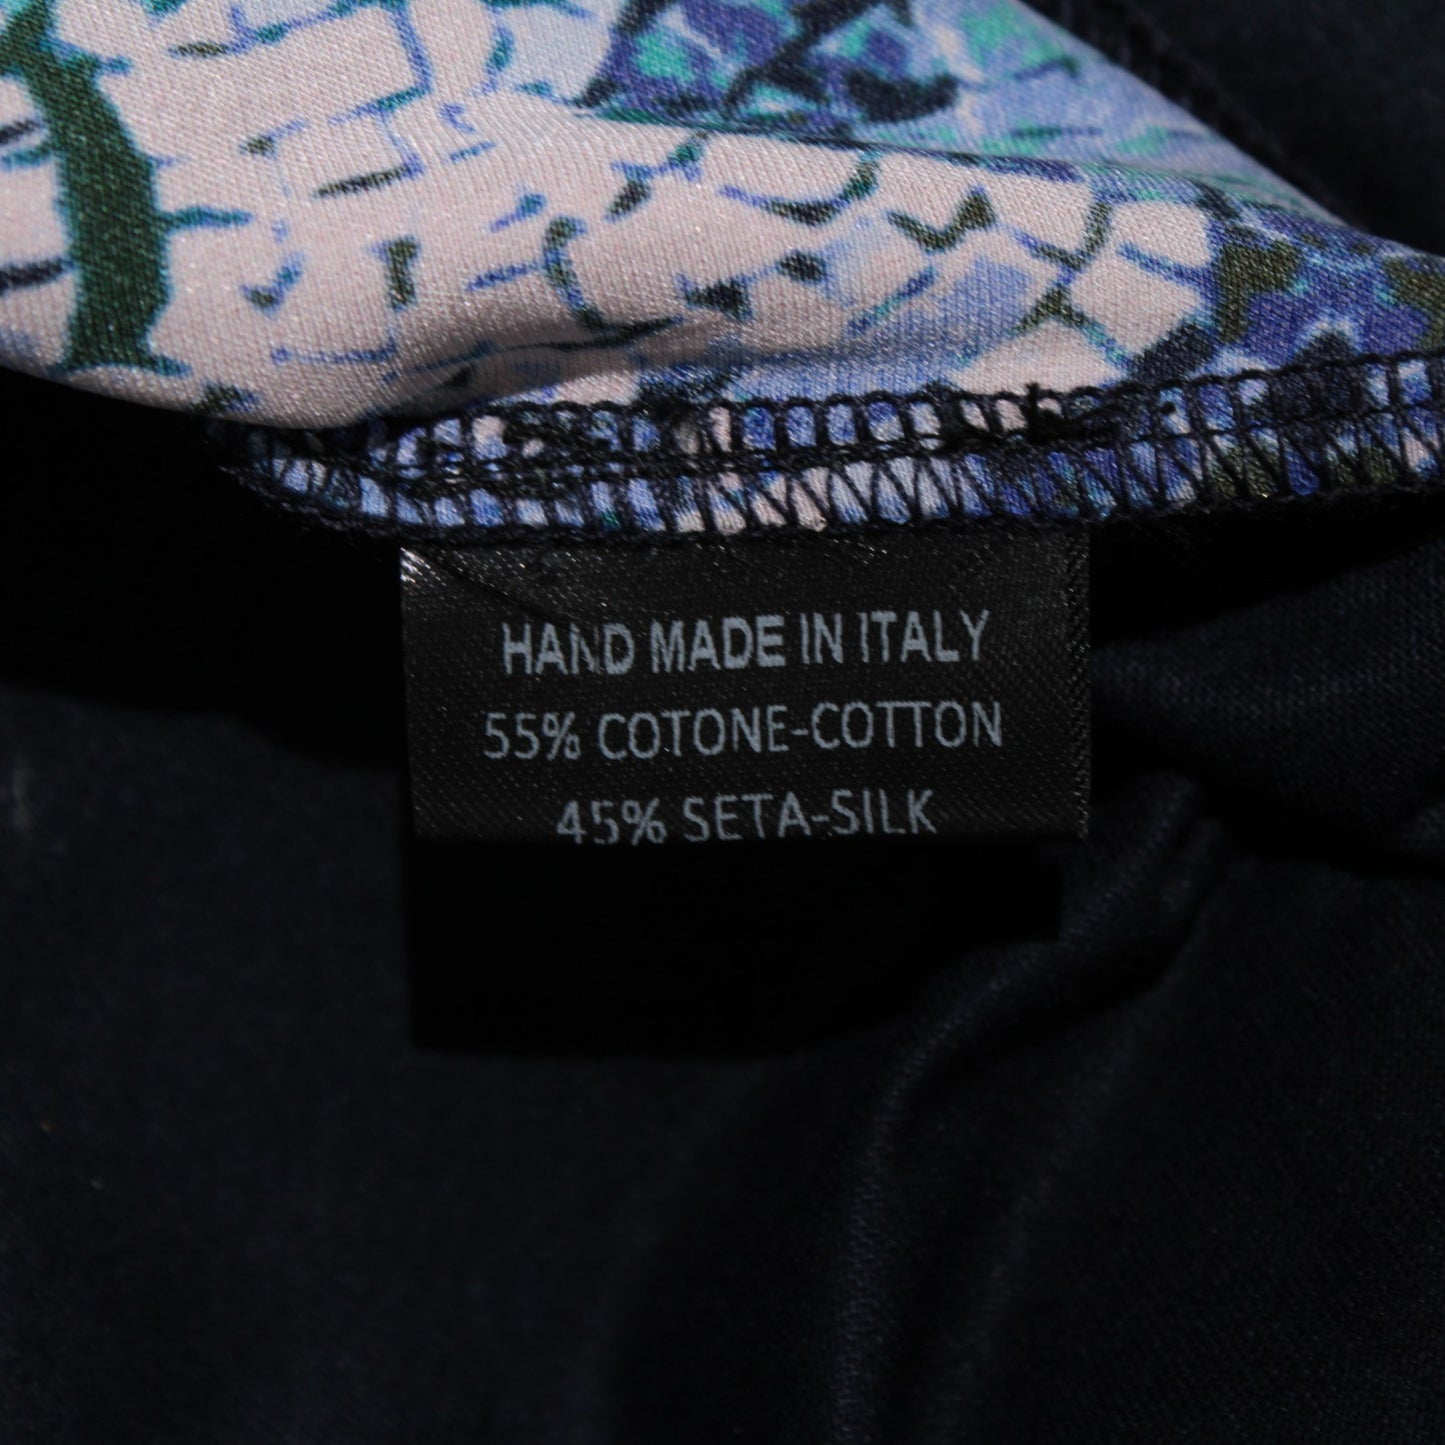 HAND MADE IN ITALY
55% COTONE-COTTON
45% SETA-SILK